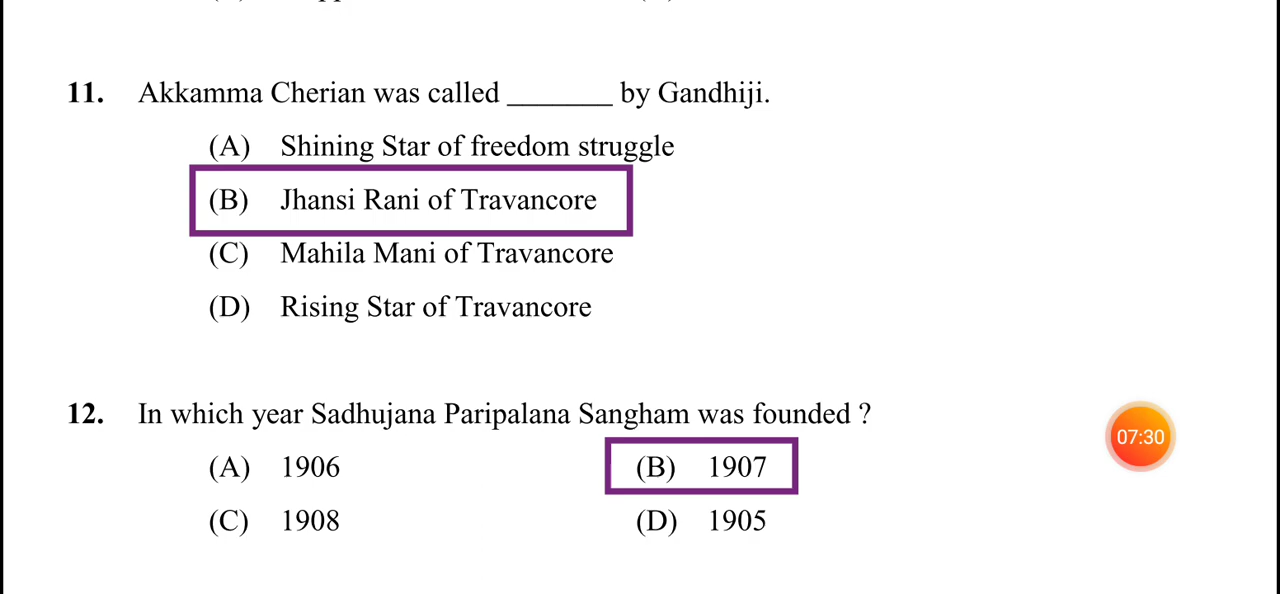 11. Akkamma Cherian was called _______ by Gandhiji.
(A) Shining Star of freedom struggle
(B) Jhansi Rani of Travancore
(C) Mahila Mani of Travancore
(D) Rising Star of Travancore
12. In which year Sadhujana Paripalana Sangham was founded ?
(A) 1906 (B) 1907
07:30
(C) 1908 (D) 1905